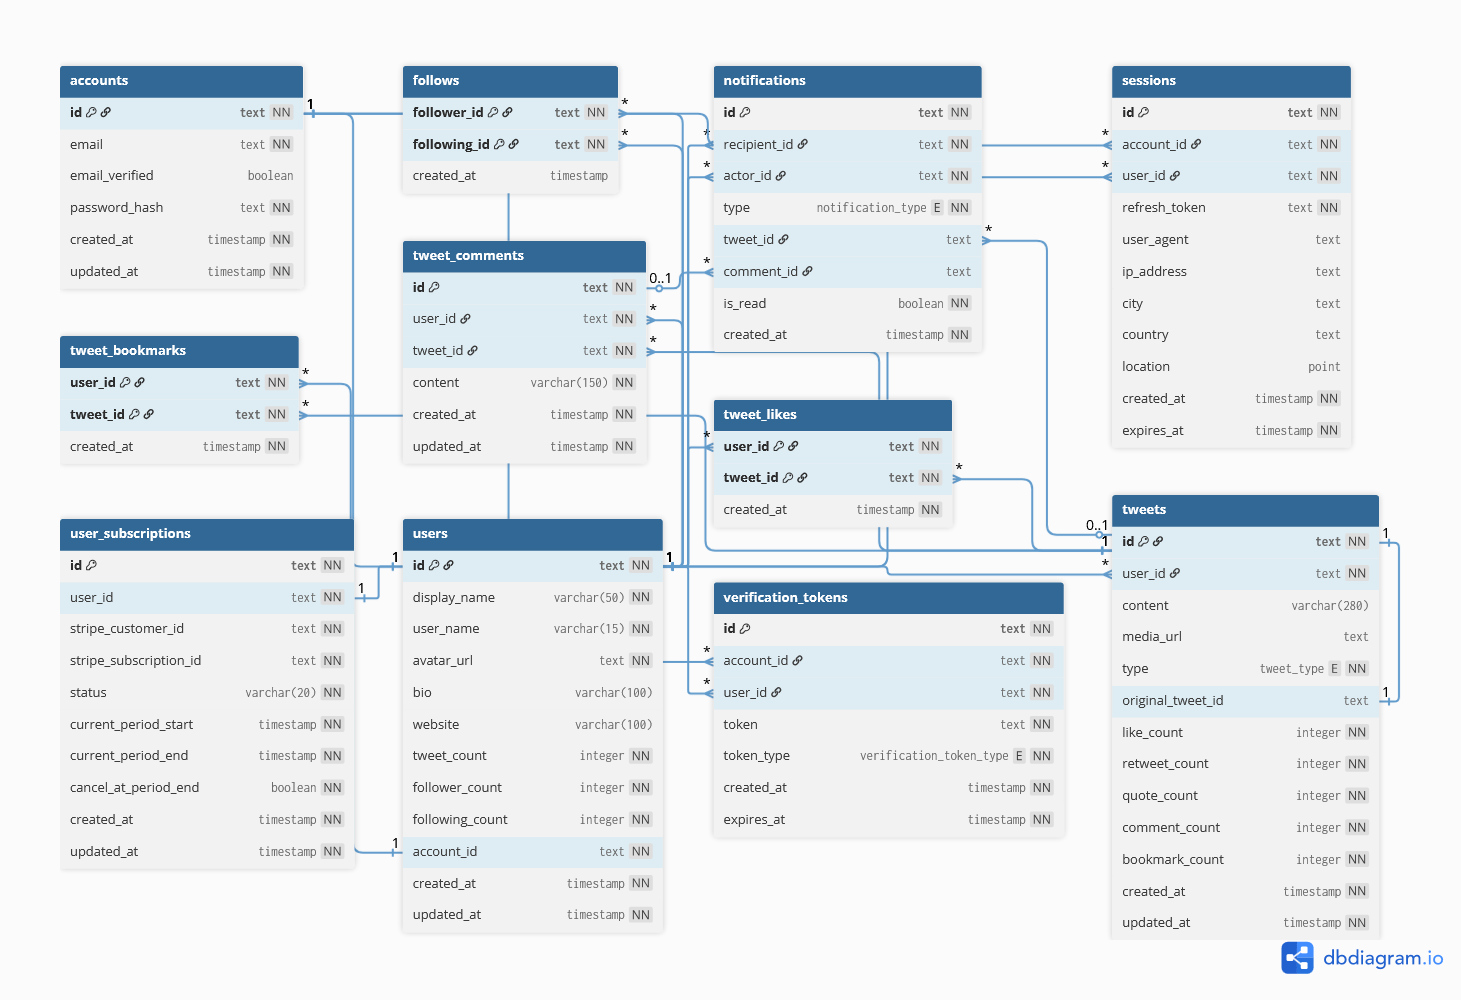 accounts
id text NN
email text NN
email_verified boolean
password_hash text NN
created_at timestamp NN
updated_at timestamp NN
1
follows
follower_id text NN
following_id text NN
created_at timestamp
*
*
notifications
id text NN
recipient_id text NN
actor_id text NN
type notification_type E NN
tweet_id text
comment_id text
is_read boolean NN
created_at timestamp NN
*
*
*
*
sessions
id text NN
account_id text NN
user_id text NN
refresh_token text NN
user_agent text
ip_address text
city text
country text
location point
created_at timestamp NN
expires_at timestamp NN
*
*
tweet_comments
id text NN
user_id text NN
tweet_id text NN
content varchar(150) NN
created_at timestamp NN
updated_at timestamp NN
0..1
*
*
tweet_bookmarks
user_id text NN
tweet_id text NN
created_at timestamp NN
*
*
tweet_likes
user_id text NN
tweet_id text NN
created_at timestamp NN
*
*
user_subscriptions
id text NN
user_id text NN
stripe_customer_id text NN
stripe_subscription_id text NN
status varchar(20) NN
current_period_start timestamp NN
current_period_end timestamp NN
cancel_at_period_end boolean NN
created_at timestamp NN
updated_at timestamp NN
1
users
id text NN
display_name varchar(50) NN
user_name varchar(15) NN
avatar_url text NN
bio varchar(100)
website varchar(100)
tweet_count integer NN
follower_count integer NN
following_count integer NN
account_id text NN
created_at timestamp NN
updated_at timestamp NN
1
1
1
verification_tokens
id text NN
account_id text NN
user_id text NN
token text NN
token_type verification_token_type E NN
created_at timestamp NN
expires_at timestamp NN
*
*
tweets
id text NN
user_id text NN
content varchar(280)
media_url text
type tweet_type E NN
original_tweet_id text
like_count integer NN
retweet_count integer NN
quote_count integer NN
comment_count integer NN
bookmark_count integer NN
created_at timestamp NN
updated_at timestamp NN
0..1
1
*
1
1
dbdiagram.io